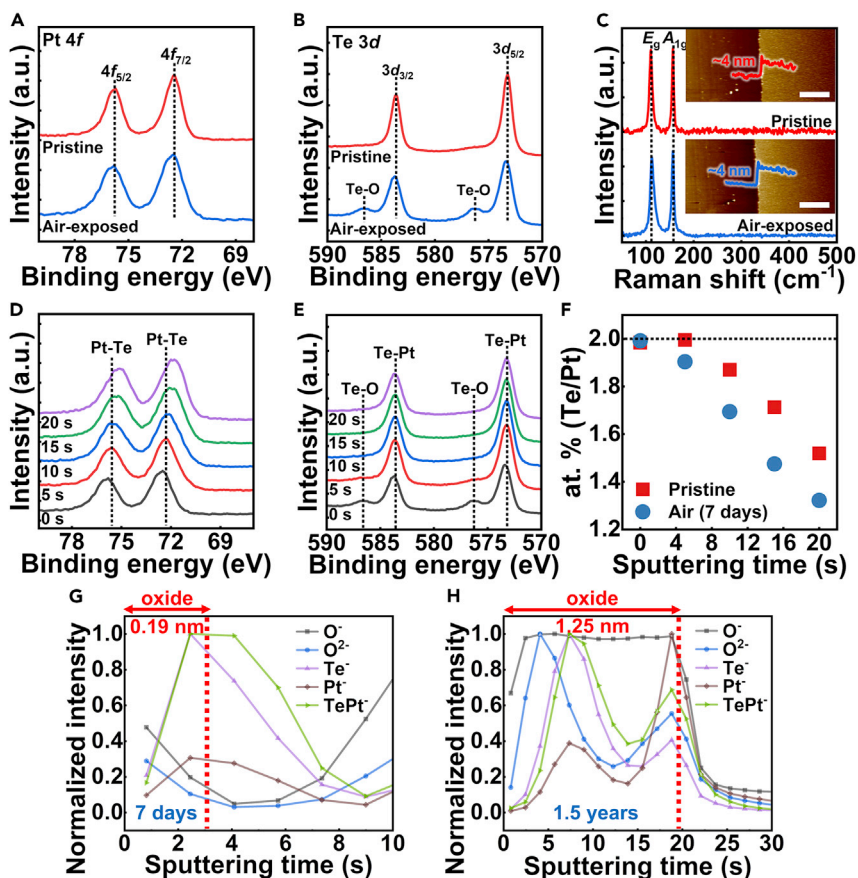 A
Pt 4f
4f5/2
4f7/2
Pristine
Air-exposed
Intensity (a.u.)
79 76 73 69
Binding energy (eV)
B
Te 3d
3d3/2
3d5/2
Pristine
Te-O
Te-O
Air-exposed
Intensity (a.u.)
590 585 580 575 570
Binding energy (eV)
C
Eg A1g
~4 nm
Pristine
~4 nm
Air-exposed
Intensity (a.u.)
100 200 300 400 500
Raman shift (cm-1)
D
Pt-Te
Pt-Te
20 s
15 s
10 s
5 s
0 s
Intensity (a.u.)
78 75 72 69
Binding energy (eV)
E
Te-Pt
Te-Pt
Te-O
Te-O
20 s
15 s
10 s
5 s
0 s
Intensity (a.u.)
590 585 580 575 570
Binding energy (eV)
F
2.0
1.8
1.6
1.4
1.2
at. % (Te/Pt)
Pristine
Air (7 days)
0 4 8 12 16 20
Sputtering time (s)
G
oxide
0.19 nm
O-
O2-
Te-
Pt-
TePt-
1.0
0.8
0.6
0.4
0.2
0.0
Normalized intensity
7 days
0 2 4 6 8 10
Sputtering time (s)
H
oxide
1.25 nm
O-
O2-
Te-
Pt-
TePt-
1.0
0.8
0.6
0.4
0.2
0.0
Normalized intensity
1.5 years
0 5 10 15 20 25 30
Sputtering time (s)